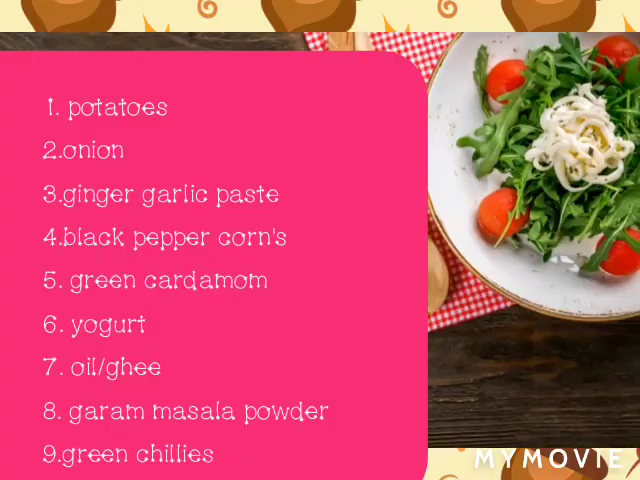 1. potatoes
2.onion
3.ginger garlic paste
4.black pepper corn's
5. green cardamom
6. yogurt
7. oil/ghee
8. garam masala powder
9.green chillies
MYMOVIE